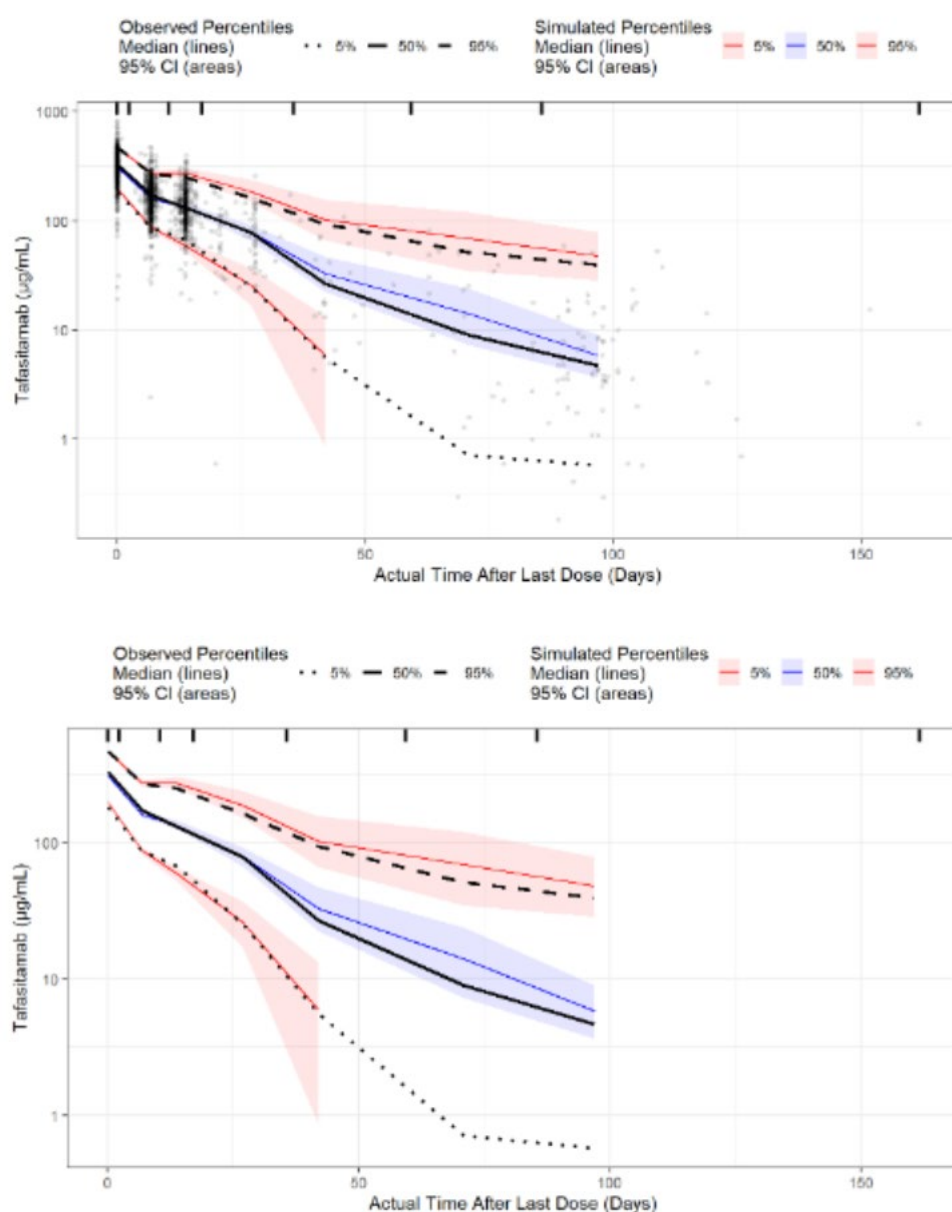 Observed Percentiles
Median (lines)
95% CI (areas)
5% 50% 95%
Simulated Percentiles
Median (lines)
95% CI (areas)
5% 50% 95%
1000
100
10
1
Tafasitamab (µg/mL)
0 50 100 150
Actual Time After Last Dose (Days)
Observed Percentiles
Median (lines)
95% CI (areas)
5% 50% 95%
Simulated Percentiles
Median (lines)
95% CI (areas)
5% 50% 95%
100
10
1
Tafasitamab (µg/mL)
0 50 100 150
Actual Time After Last Dose (Days)